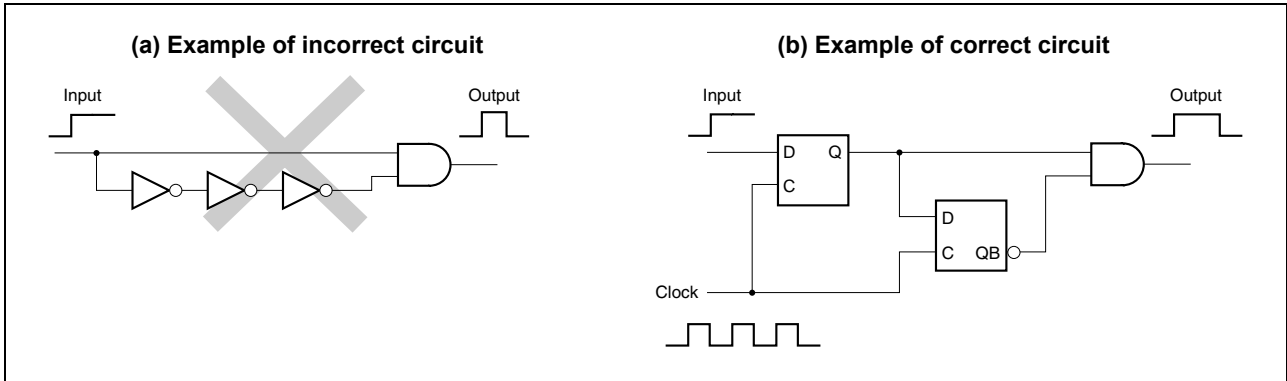 (a) Example of incorrect circuit
Input
Output
(b) Example of correct circuit
Input
Output
D Q
C
D
C QB
Clock